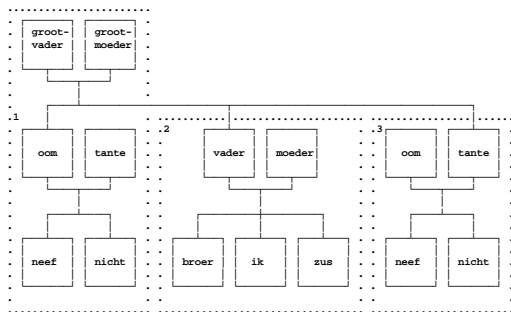 groot- groot-
vader moeder
1 2 3
oom tante vader moeder oom tante
neef nicht broer ik zus neef nicht